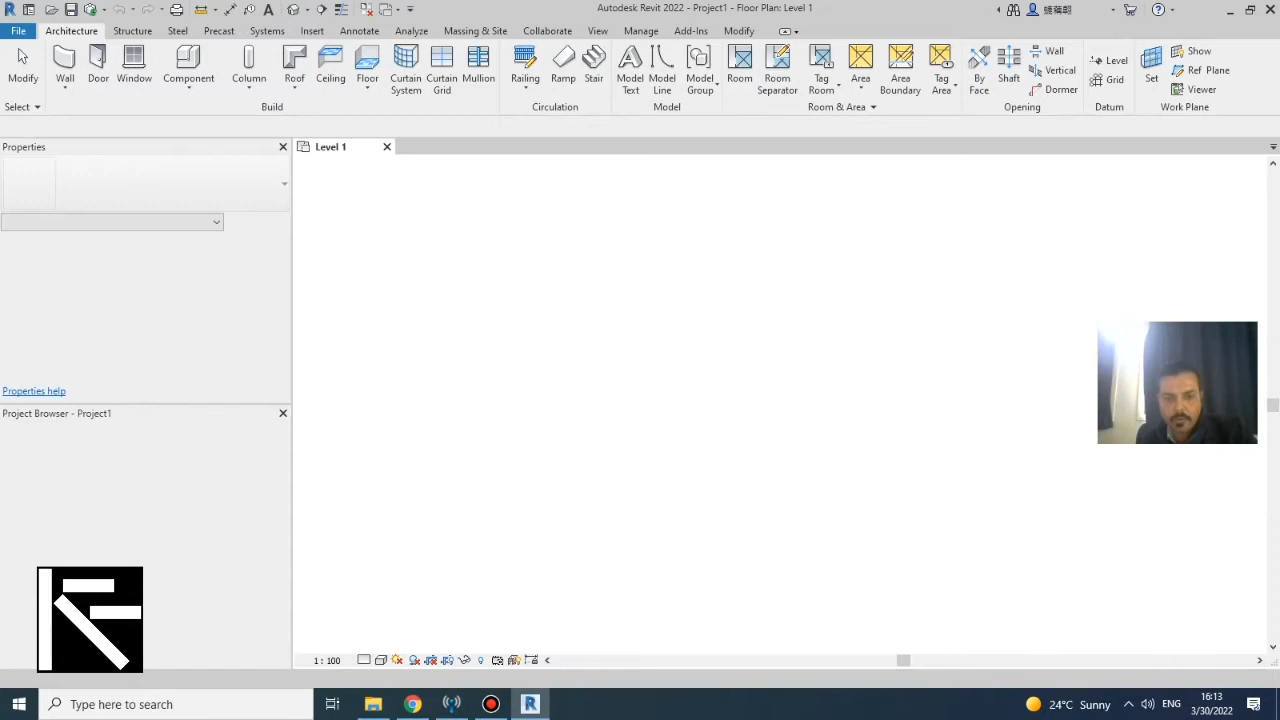 Autodesk Revit 2022 - Project1 - Floor Plan: Level 1
File Architecture Structure Steel Precast Systems Insert Annotate Analyze Massing & Site Collaborate View Manage Add-Ins Modify
Modify Wall Door Window Component Column Roof Ceiling Floor Curtain System Curtain Grid Mullion Railing Ramp Stair Model Text Model Line Model Group Room Room Separator Tag Room Area Area Boundary Tag Area By Face Shaft Wall Vertical Dormer Level Grid Set Show Ref Plane Viewer
Select Build Circulation Model Room & Area Opening Datum Work Plane
Properties
Level 1
Properties help
Project Browser - Project1
1 : 100
Type here to search
24°C Sunny
ENG
16:13
3/30/2022